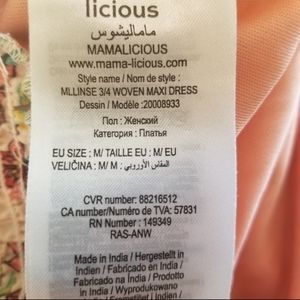 licious
ماماليشوس
MAMALICIOUS
www.mama-licious.com
Style name / Nom de style :
MLLINSE 3/4 WOVEN MAXI DRESS
Dessin / Modèle :20008933
Пол : Женский
Категория : Платья
EU SIZE: M/ TAILLE EU: M/ EU
VELIČINA: M/ M : المقاس الأوروبي
CVR number: 88216512
CA number/Numéro de TVA: 57831
RN Number : 149349
RAS-ANW
Made in India / Hergestellt in
Indien / Fabricado en India /
Fabricado na India / Prodotto
in India / Wyprodukowano